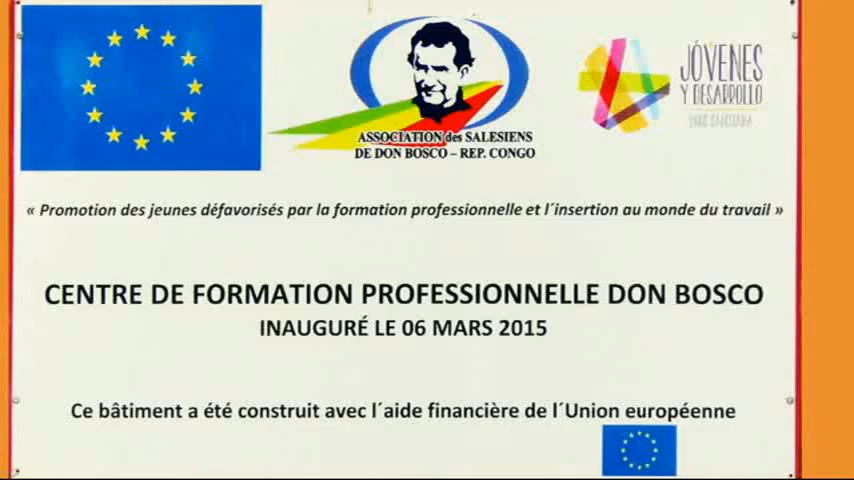 ASSOCIATION des SALESIENS
DE DON BOSCO – REP. CONGO
JÓVENES
Y DESARROLLO
« Promotion des jeunes défavorisés par la formation professionnelle et l´insertion au monde du travail »
CENTRE DE FORMATION PROFESSIONNELLE DON BOSCO
INAUGURÉ LE 06 MARS 2015
Ce bâtiment a été construit avec l´aide financière de l´Union européenne